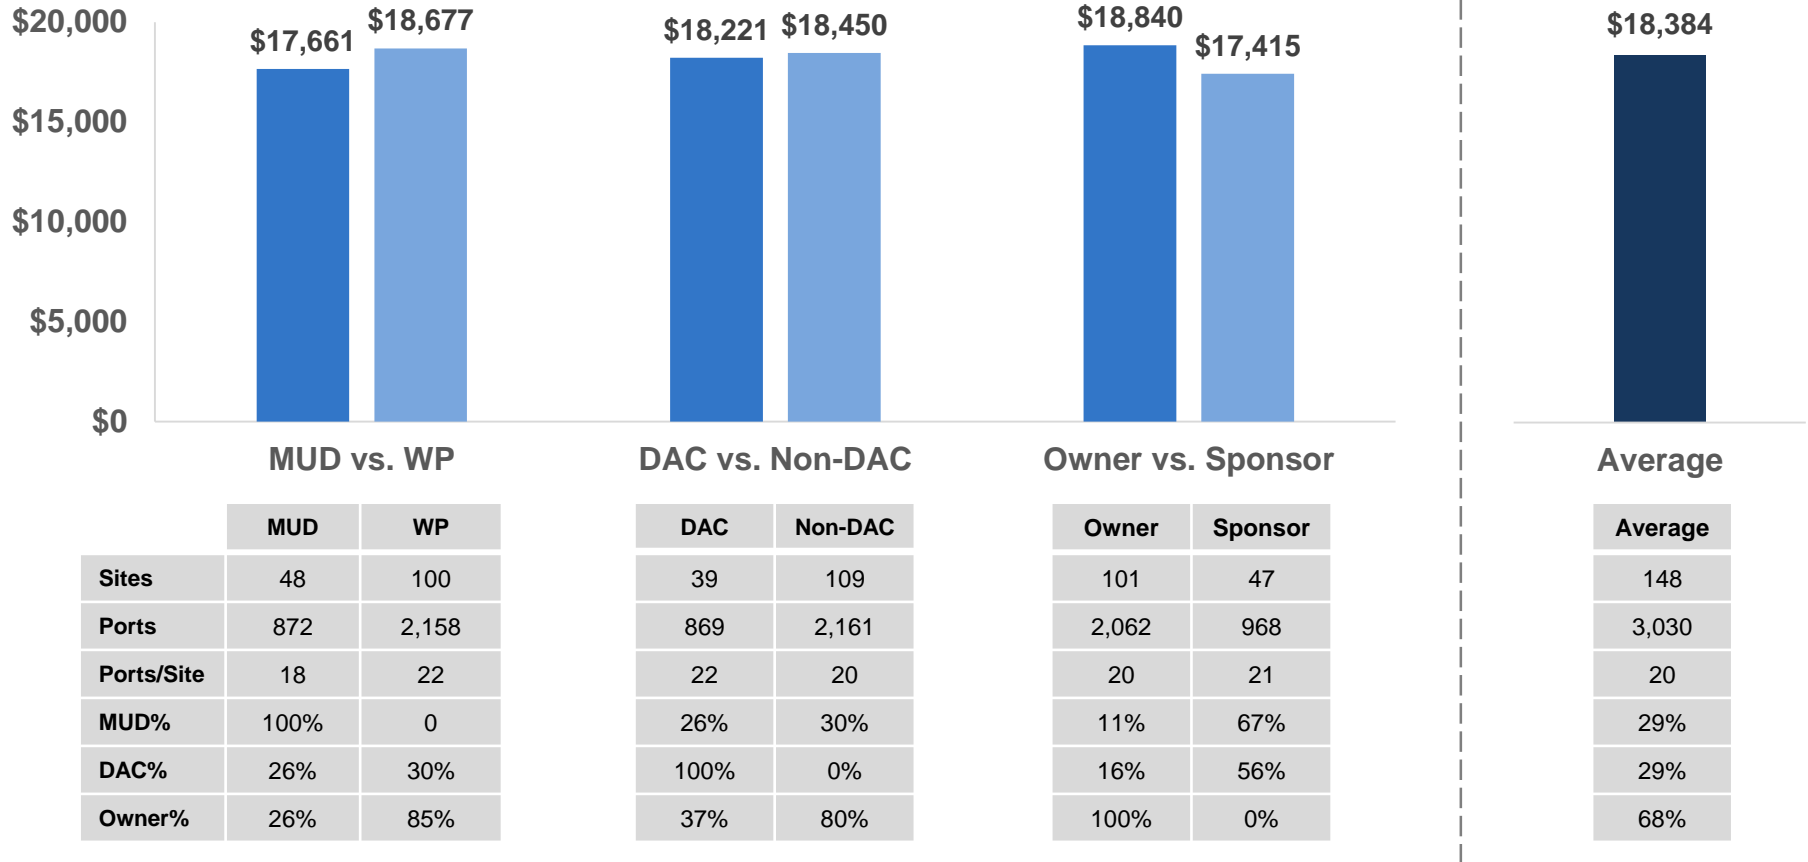 $20,000
$15,000
$10,000
$5,000
$0
$17,661 $18,677 $18,221 $18,450 $18,840 $17,415 $18,384
MUD vs. WP DAC vs. Non-DAC Owner vs. Sponsor Average
MUD WP DAC Non-DAC Owner Sponsor Average
Sites 48 100 39 109 101 47 148
Ports 872 2,158 869 2,161 2,062 968 3,030
Ports/Site 18 22 22 20 20 21 20
MUD% 100% 0 26% 30% 11% 67% 29%
DAC% 26% 30% 100% 0% 16% 56% 29%
Owner% 26% 85% 37% 80% 100% 0% 68%